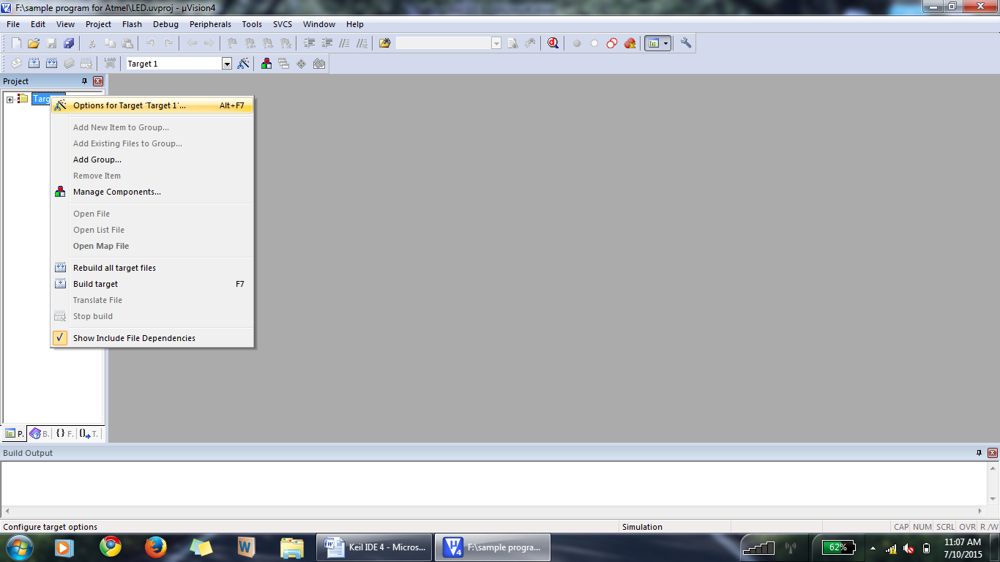 F:\sample program for Atmel\LED.uvproj - µVision4
File Edit View Project Flash Debug Peripherals Tools SVCS Window Help
LOAD
Target 1
Project
Options for Target 'Target 1'... Alt+F7
Add New Item to Group...
Add Existing Files to Group...
Add Group...
Remove Item
Manage Components...
Open File
Open List File
Open Map File
Rebuild all target files
Build target F7
Translate File
Stop build
Show Include File Dependencies
P. B. {} F. T.
Build Output
Configure target options Simulation CAP NUM SCRL OVR R /W
Keil IDE 4 - Micros... F:\sample progra... 62% 11:07 AM
7/10/2015